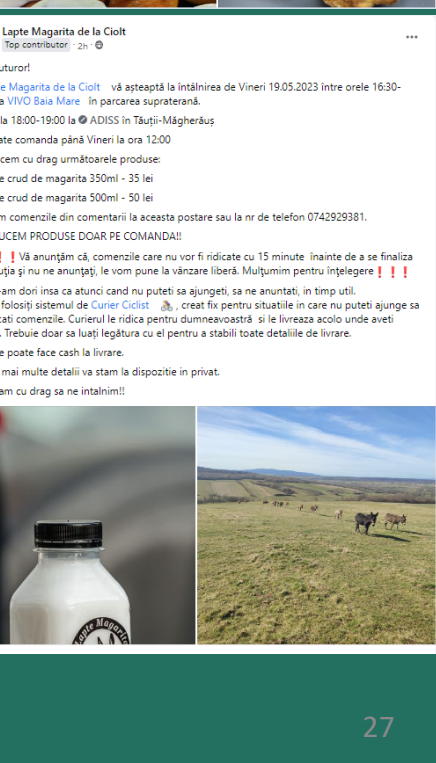 Lapte Magarita de la Ciolt
Top contributor · 2h ·
uturor!
e Magarita de la Ciolt vă așteaptă la întâlnirea de Vineri 19.05.2023 între orele 16:30-
a VIVO Baia Mare în parcarea supraterană.
la 18:00-19:00 la ADISS în Tăuții-Măgherăuș
ate comanda până Vineri la ora 12:00
cem cu drag următoarele produse:
e crud de magarita 350ml - 35 lei
e crud de magarita 500ml - 50 lei
m comenzile din comentarii la aceasta postare sau la nr de telefon 0742929381.
UCEM PRODUSE DOAR PE COMANDA!!
❗❗Vă anunțăm că, comenzile care nu vor fi ridicate cu 15 minute înainte de a se finaliza
uția și nu ne anunțați, le vom pune la vânzare liberă. Mulțumim pentru înțelegere❗❗❗
-am dori insa ca atunci cand nu puteti sa ajungeti, sa ne anuntati, in timp util.
folosiți sistemul de Curier Ciclist 🚲, creat fix pentru situatiile in care nu puteti ajunge sa
cati comenzile. Curierul le ridica pentru dumneavoastră si le livreaza acolo unde aveti
. Trebuie doar sa luați legătura cu el pentru a stabili toate detaliile de livrare.
e poate face cash la livrare.
mai multe detalii va stam la dispozitie in privat.
am cu drag sa ne intalnim!!
Lapte Magarita
27